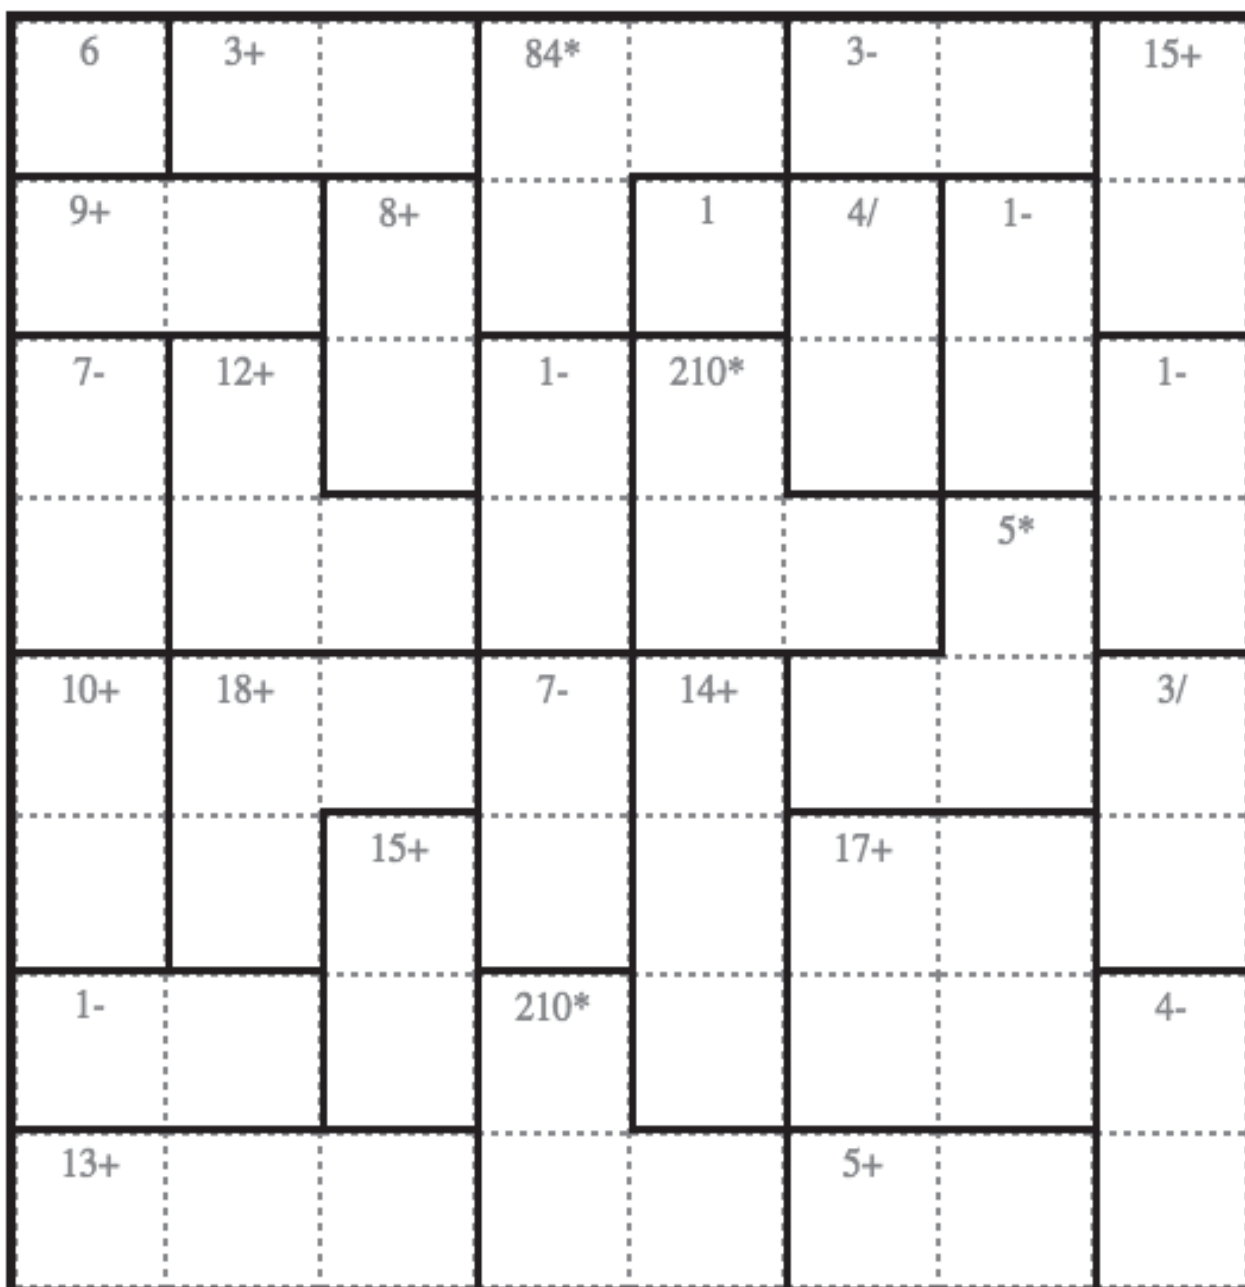 6 3+ 84* 3- 15+
9+ 8+ 1 4/ 1-
7- 12+ 1- 210* 1-
5*
10+ 18+ 7- 14+ 3/
15+ 17+
1- 210* 4-
13+ 5+